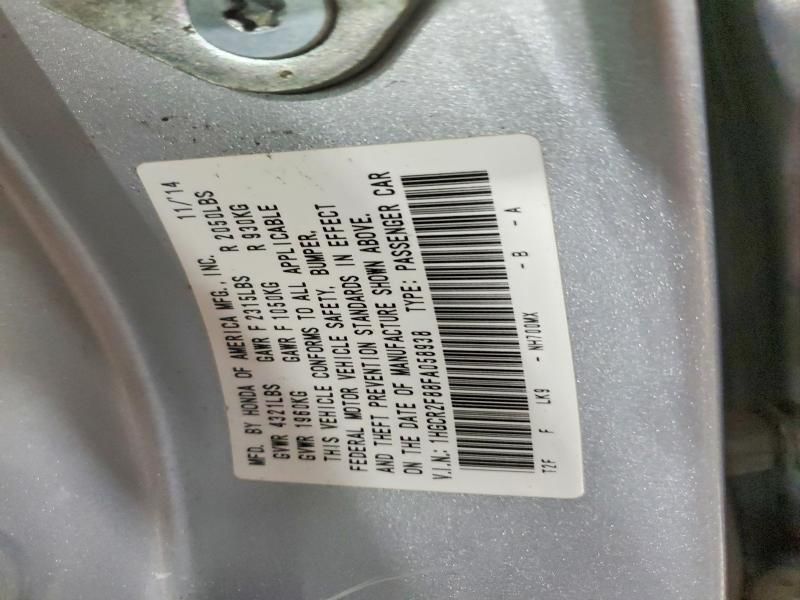 MFD. BY HONDA OF AMERICA MFG., INC. 11/'14
GVWR 4321LBS GAWR F 2315LBS R 2050LBS
GVWR 1960KG GAWR F 1050KG R 930KG
THIS VEHICLE CONFORMS TO ALL APPLICABLE
FEDERAL MOTOR VEHICLE SAFETY, BUMPER,
AND THEFT PREVENTION STANDARDS IN EFFECT
ON THE DATE OF MANUFACTURE SHOWN ABOVE.
V.I.N.: 1HGCR2F88FA058938 TYPE: PASSENGER CAR
T2F F LK9 - NH700MX - B - A